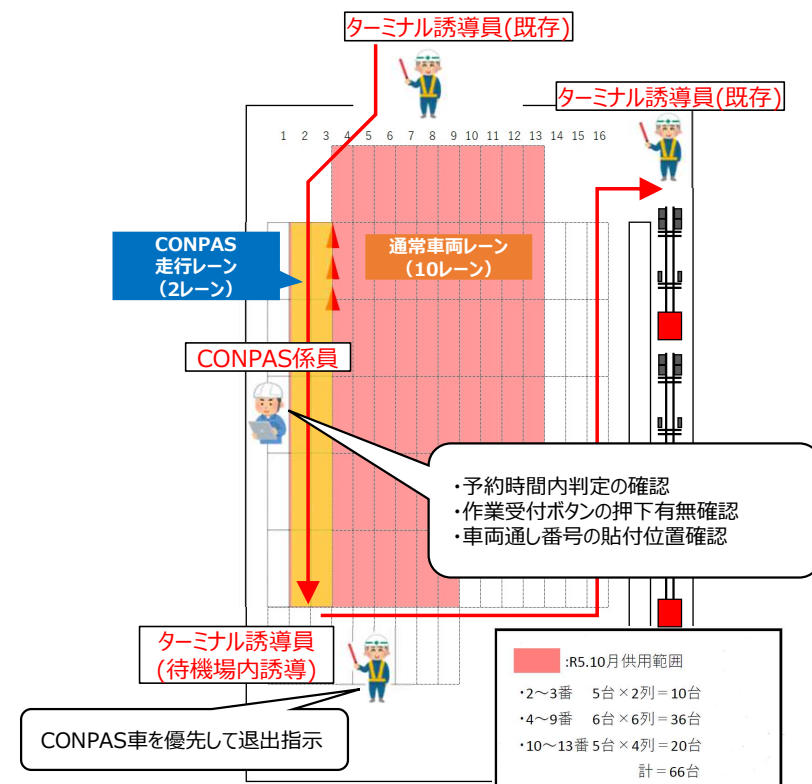 ターミナル誘導員(既存)
ターミナル誘導員(既存)
1 2 3 4 5 6 7 8 9 10 11 12 13 14 15 16
CONPAS
走行レーン
（2レーン）
通常車両レーン
（10レーン）
CONPAS係員
・予約時間内判定の確認
・作業受付ボタンの押下有無確認
・車両通し番号の貼付位置確認
ターミナル誘導員
(待機場内誘導)
CONPAS車を優先して退出指示
:R5.10月供用範囲
・2～3番 5台×2列＝10台
・4～9番 6台×6列＝36台
・10～13番 5台×4列＝20台
計＝66台